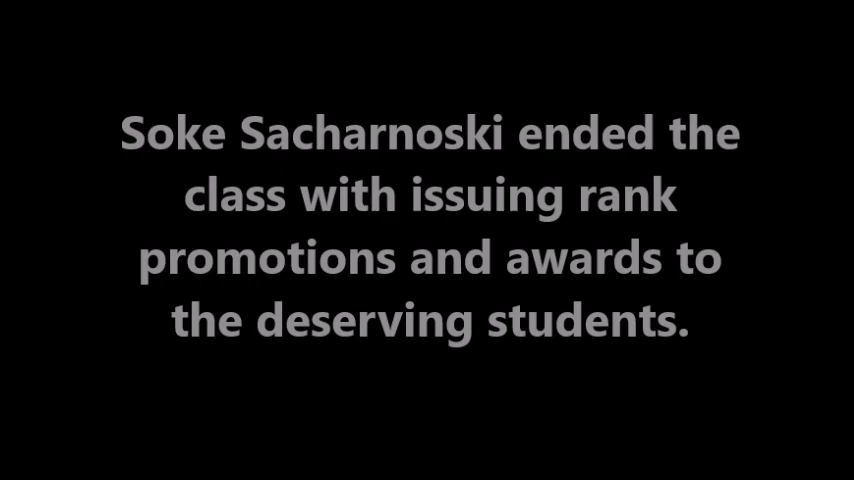 Soke Sacharnoski ended the
class with issuing rank
promotions and awards to
the deserving students.